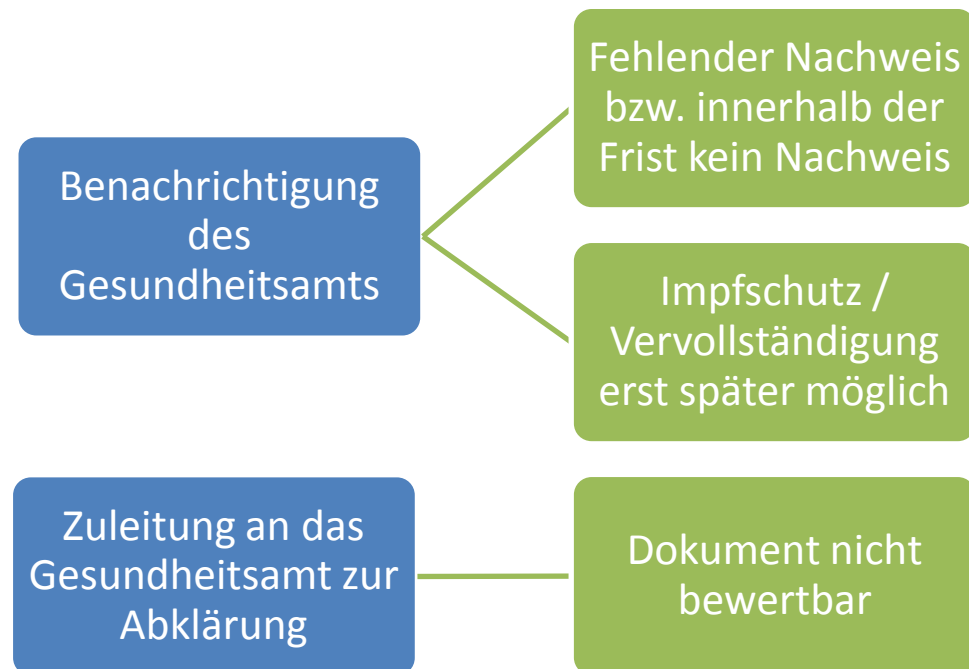 Benachrichtigung
des
Gesundheitsamts
Fehlender Nachweis
bzw. innerhalb der
Frist kein Nachweis
Impfschutz /
Vervollständigung
erst später möglich
Zuleitung an das
Gesundheitsamt zur
Abklärung
Dokument nicht
bewertbar